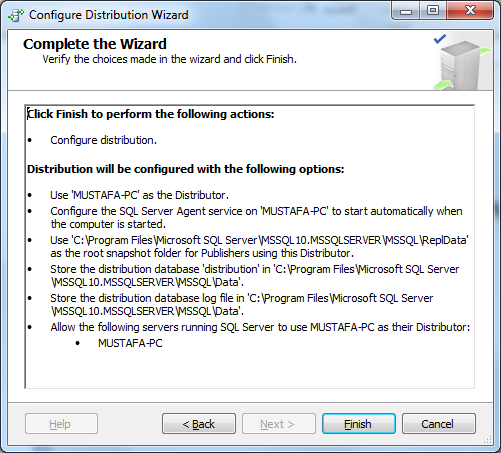 Configure Distribution Wizard
Complete the Wizard
Verify the choices made in the wizard and click Finish.
Click Finish to perform the following actions:
• Configure distribution.
Distribution will be configured with the following options:
• Use 'MUSTAFA-PC' as the Distributor.
• Configure the SQL Server Agent service on 'MUSTAFA-PC' to start automatically when
the computer is started.
• Use 'C:\Program Files\Microsoft SQL Server\MSSQL10.MSSQLSERVER\MSSQL\ReplData'
as the root snapshot folder for Publishers using this Distributor.
• Store the distribution database 'distribution' in 'C:\Program Files\Microsoft SQL Server
\MSSQL10.MSSQLSERVER\MSSQL\Data'.
• Store the distribution database log file in 'C:\Program Files\Microsoft SQL Server
\MSSQL10.MSSQLSERVER\MSSQL\Data'.
• Allow the following servers running SQL Server to use MUSTAFA-PC as their Distributor:
• MUSTAFA-PC
Help
< Back
Next >
Finish
Cancel